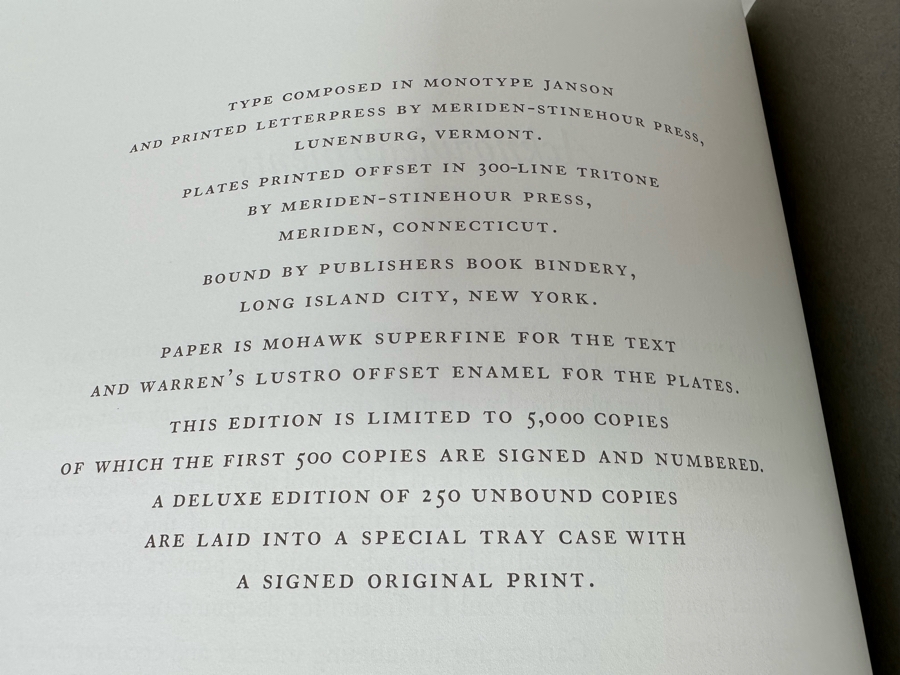 TYPE COMPOSED IN MONOTYPE JANSON
AND PRINTED LETTERPRESS BY MERIDEN-STINEHOUR PRESS,
LUNENBURG, VERMONT.
PLATES PRINTED OFFSET IN 300-LINE TRITONE
BY MERIDEN-STINEHOUR PRESS,
MERIDEN, CONNECTICUT.
BOUND BY PUBLISHERS BOOK BINDERY,
LONG ISLAND CITY, NEW YORK.
PAPER IS MOHAWK SUPERFINE FOR THE TEXT
AND WARREN'S LUSTRO OFFSET ENAMEL FOR THE PLATES.
THIS EDITION IS LIMITED TO 5,000 COPIES
OF WHICH THE FIRST 500 COPIES ARE SIGNED AND NUMBERED.
A DELUXE EDITION OF 250 UNBOUND COPIES
ARE LAID INTO A SPECIAL TRAY CASE WITH
A SIGNED ORIGINAL PRINT.